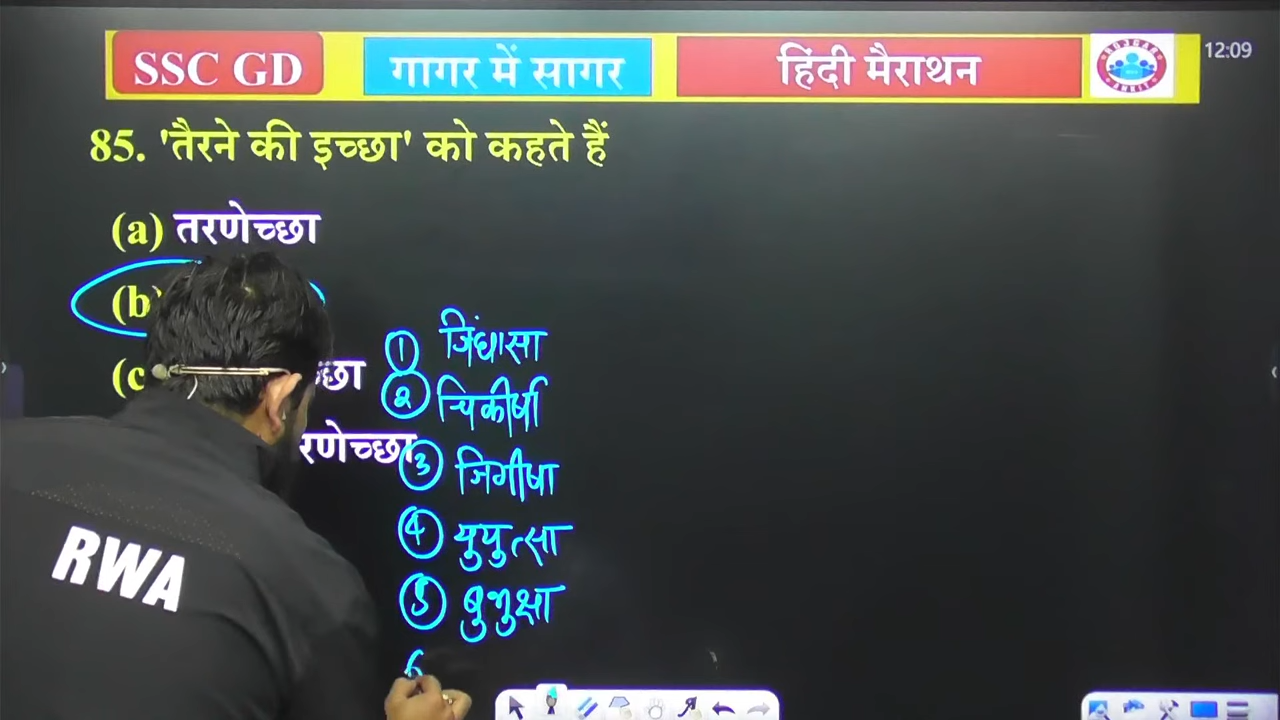 SSC GD गागर में सागर हिंदी मैराथन
12:09
85. 'तैरने की इच्छा' को कहते हैं
(a) तरणेच्छा
(b)
(c
च्छा
रणेच्छा
① जिंघासा
② चिकीर्षा
③ जिगीषा
④ युयुत्सा
⑤ बुभुक्षा
6
RWA